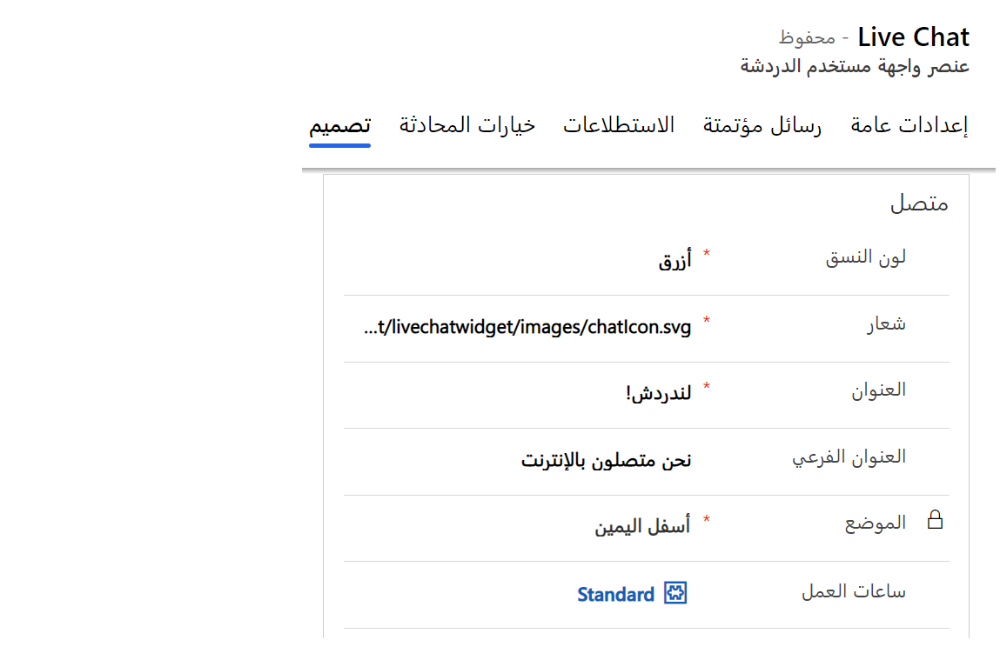 Live Chat - محفوظ
عنصر واجهة مستخدم الدردشة
إعدادات عامة رسائل مؤتمتة الاستطلاعات خيارات المحادثة تصميم
متصل
لون النسق * أزرق
شعار * ...t/livechatwidget/images/chatIcon.svg
العنوان * لندردش!
العنوان الفرعي نحن متصلون بالإنترنت
الموضع * أسفل اليمين
ساعات العمل Standard